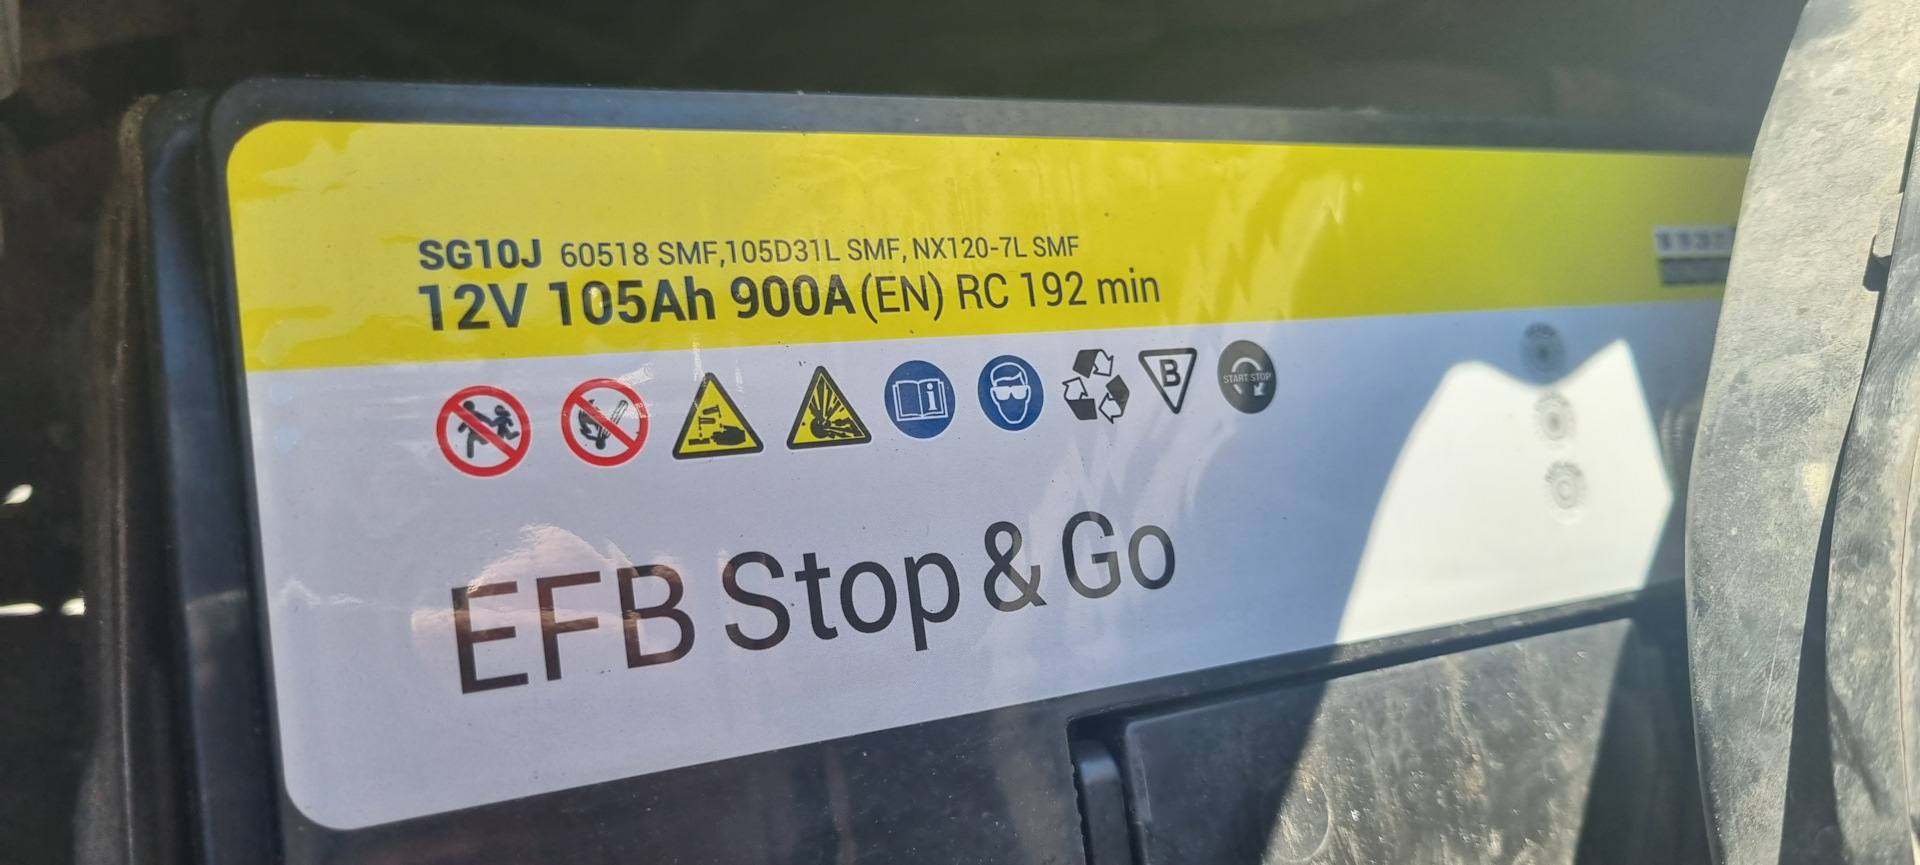 SG10J 60518 SMF,105D31L SMF, NX120-7L SMF
12V 105Ah 900A(EN) RC 192 min
B
START STOP
EFB Stop & Go